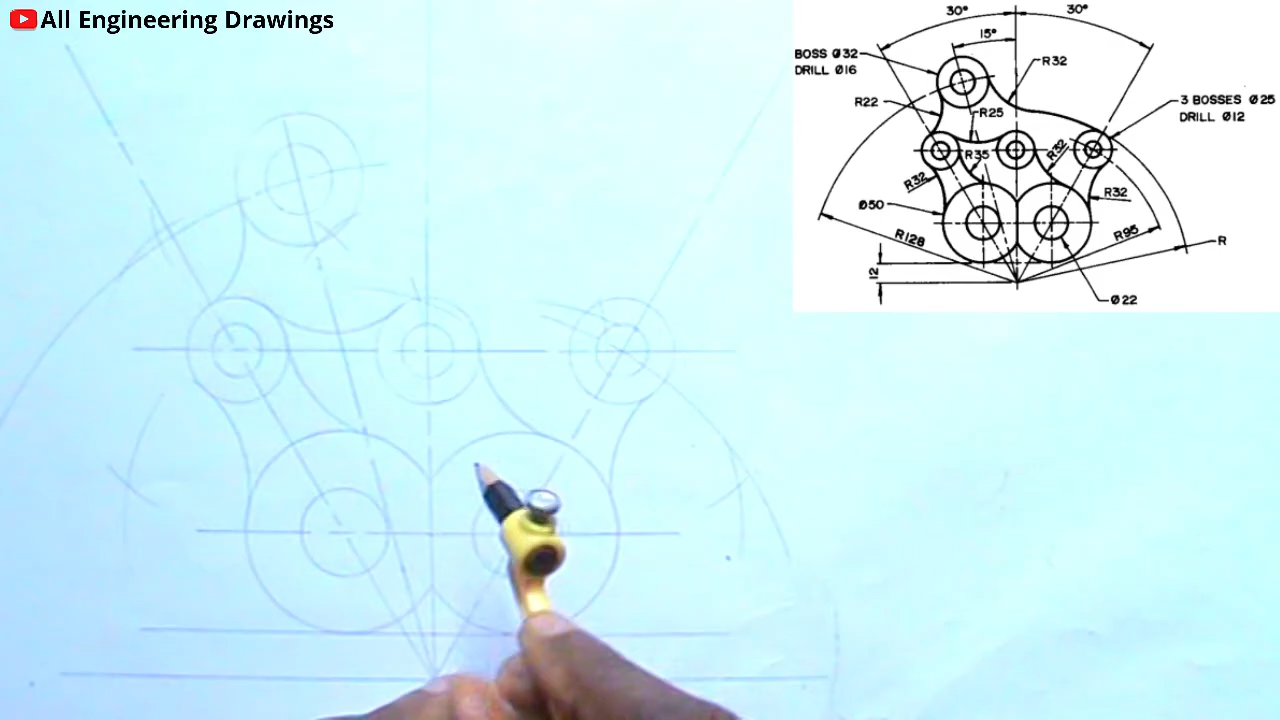 All Engineering Drawings
30°
30°
15°
BOSS Ø32
DRILL Ø16
R32
R22
R25
3 BOSSES Ø25
DRILL Ø12
R35
R32
R32
R32
Ø50
R128
R95
R
12
Ø22